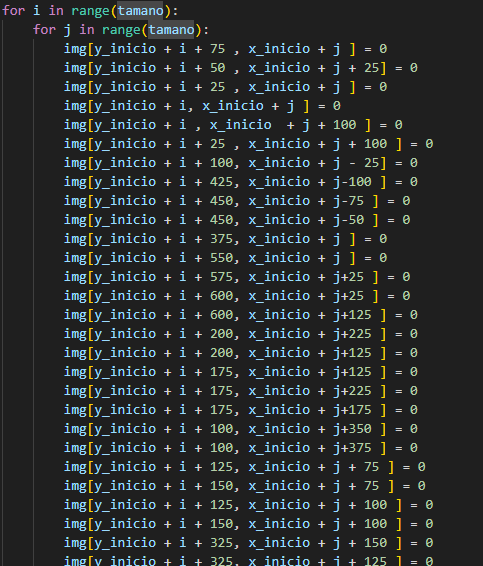 for i in range(tamano):
for j in range(tamano):
img[y_inicio + i + 75 , x_inicio + j ] = 0
img[y_inicio + i + 50 , x_inicio + j + 25] = 0
img[y_inicio + i + 25 , x_inicio + j ] = 0
img[y_inicio + i, x_inicio + j ] = 0
img[y_inicio + i , x_inicio  + j + 100 ] = 0
img[y_inicio + i + 25 , x_inicio + j + 100 ] = 0
img[y_inicio + i + 100, x_inicio + j - 25] = 0
img[y_inicio + i + 425, x_inicio + j-100 ] = 0
img[y_inicio + i + 450, x_inicio + j-75 ] = 0
img[y_inicio + i + 450, x_inicio + j-50 ] = 0
img[y_inicio + i + 375, x_inicio + j ] = 0
img[y_inicio + i + 550, x_inicio + j ] = 0
img[y_inicio + i + 575, x_inicio + j+25 ] = 0
img[y_inicio + i + 600, x_inicio + j+25 ] = 0
img[y_inicio + i + 600, x_inicio + j+125 ] = 0
img[y_inicio + i + 200, x_inicio + j+225 ] = 0
img[y_inicio + i + 200, x_inicio + j+125 ] = 0
img[y_inicio + i + 175, x_inicio + j+125 ] = 0
img[y_inicio + i + 175, x_inicio + j+225 ] = 0
img[y_inicio + i + 175, x_inicio + j+175 ] = 0
img[y_inicio + i + 100, x_inicio + j+350 ] = 0
img[y_inicio + i + 100, x_inicio + j+375 ] = 0
img[y_inicio + i + 125, x_inicio + j + 75 ] = 0
img[y_inicio + i + 150, x_inicio + j + 75 ] = 0
img[y_inicio + i + 125, x_inicio + j + 100 ] = 0
img[y_inicio + i + 150, x_inicio + j + 100 ] = 0
img[y_inicio + i + 325, x_inicio + j + 150 ] = 0
img[y_inicio + i + 325, x_inicio + j + 125 ] = 0